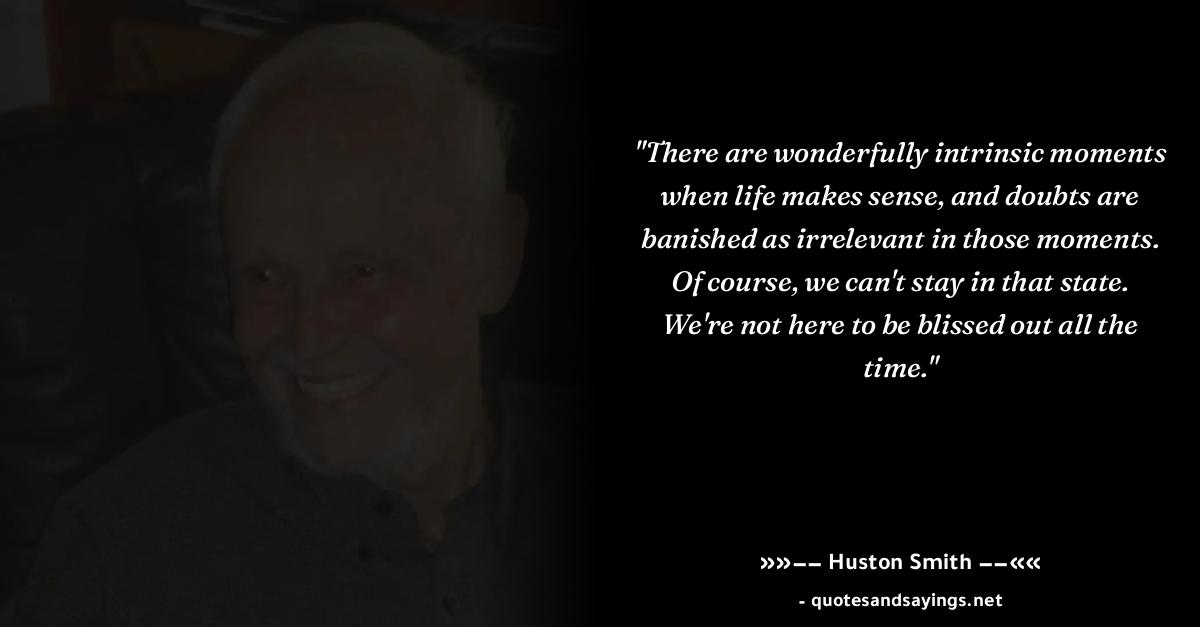 "There are wonderfully intrinsic moments
when life makes sense, and doubts are
banished as irrelevant in those moments.
Of course, we can't stay in that state.
We're not here to be blissed out all the
time."
»»−− Huston Smith −−««
- quotesandsayings.net